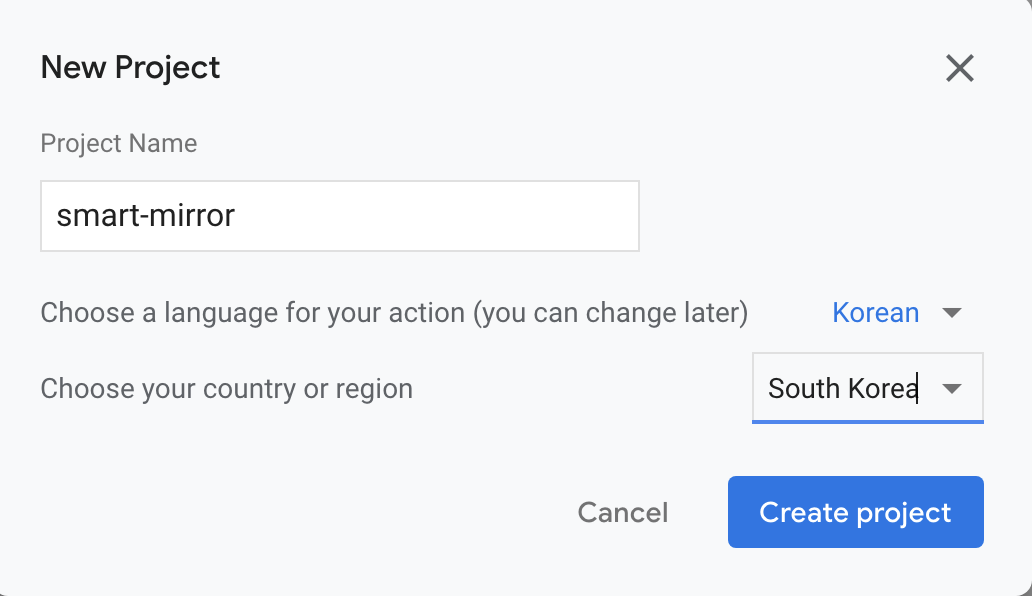 New Project
Project Name
smart-mirror
Choose a language for your action (you can change later) Korean
Choose your country or region South Korea
Cancel Create project